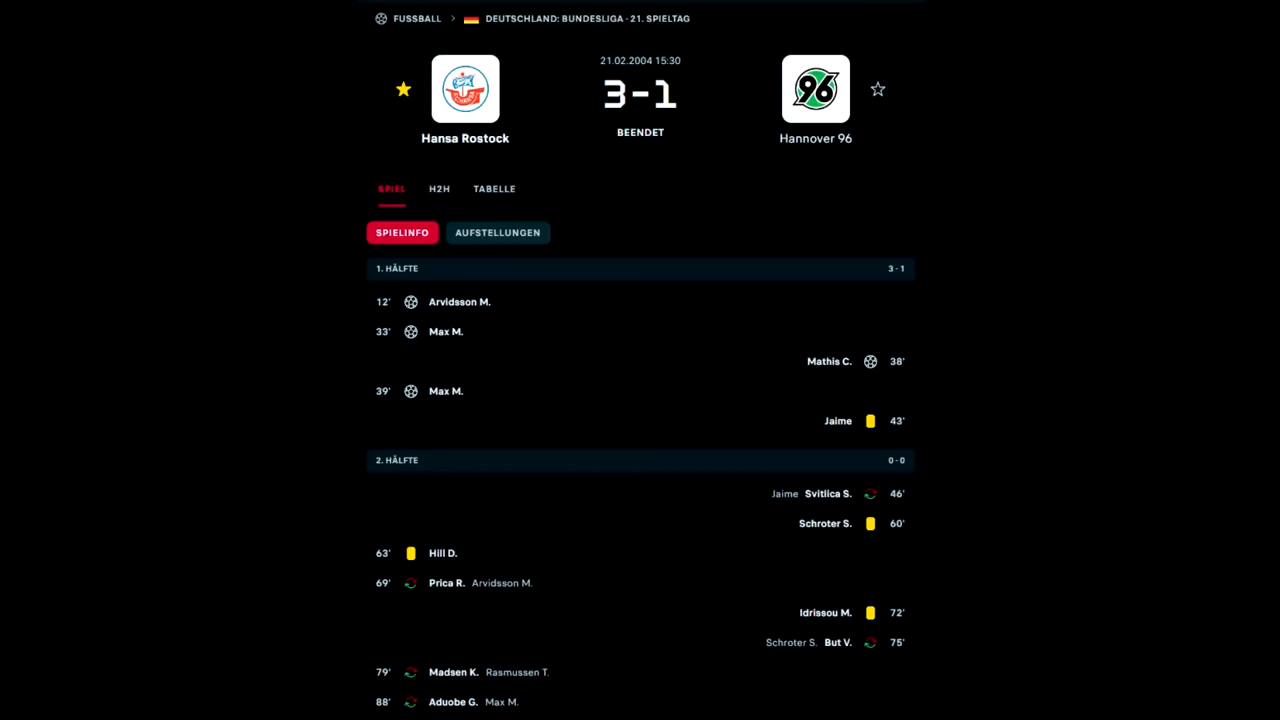 FUSSBALL > DEUTSCHLAND: BUNDESLIGA - 21. SPIELTAG
21.02.2004 15:30
3-1
BEENDET
96
Hansa Rostock
Hannover 96
SPIEL H2H TABELLE
SPIELINFO AUFSTELLUNGEN
1. HÄLFTE 3 - 1
12' Arvidsson M.
33' Max M.
Mathis C. 38'
39' Max M.
Jaime 43'
2. HÄLFTE 0 - 0
Jaime Svitlica S. 46'
Schroter S. 60'
63' Hill D.
69' Prica R. Arvidsson M.
Idrissou M. 72'
Schroter S. But V. 75'
79' Madsen K. Rasmussen T.
88' Aduobe G. Max M.